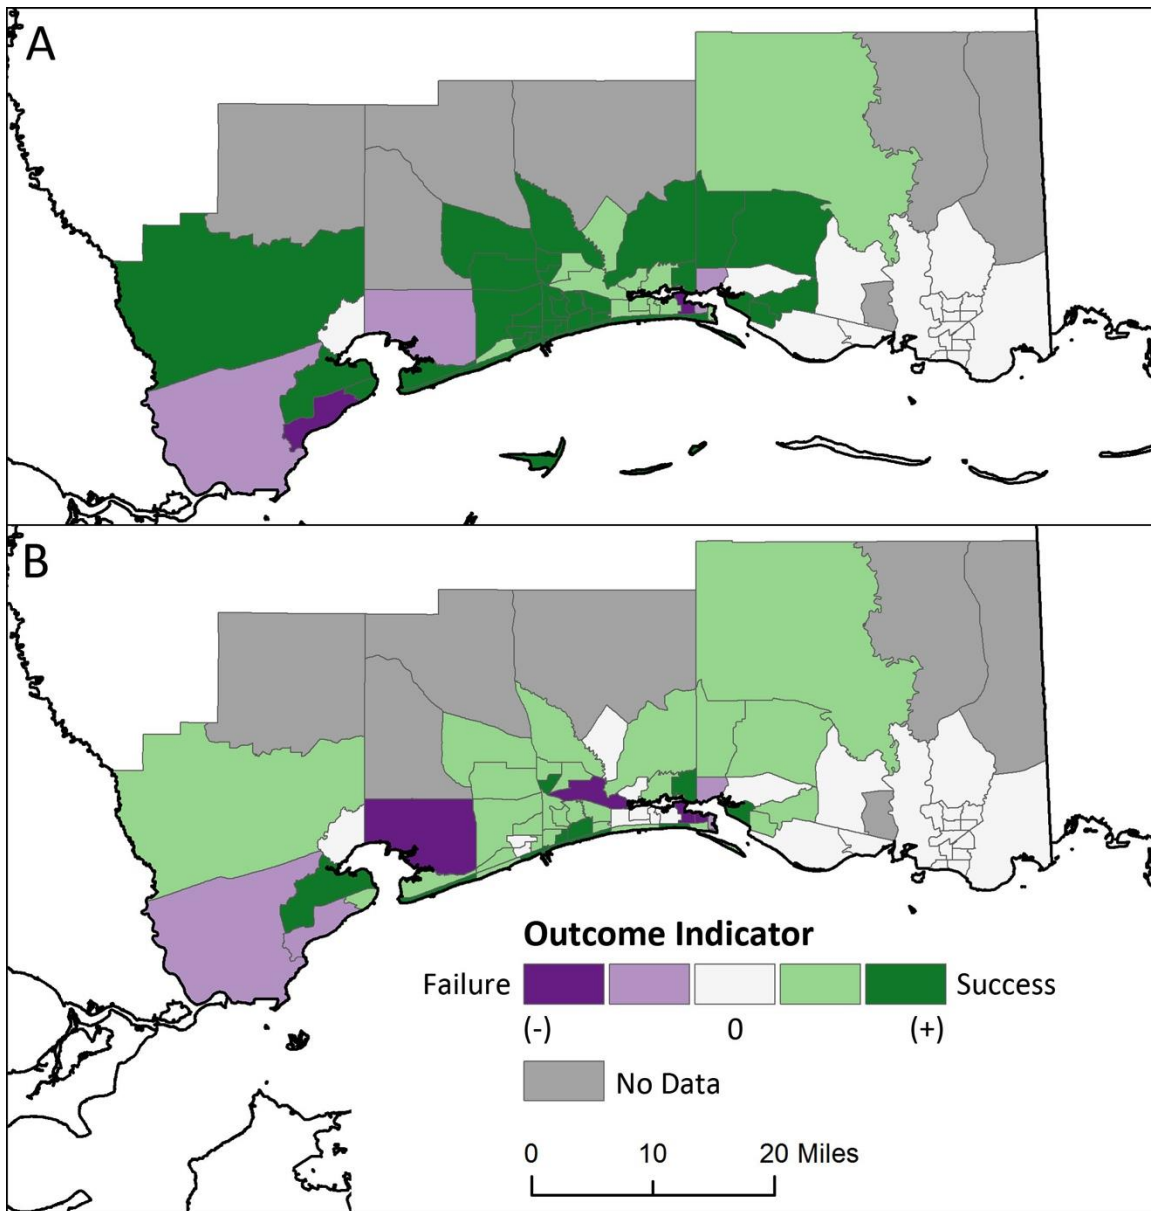 A
B
Outcome Indicator
Failure Success
(-) 0 (+)
No Data
0 10 20 Miles